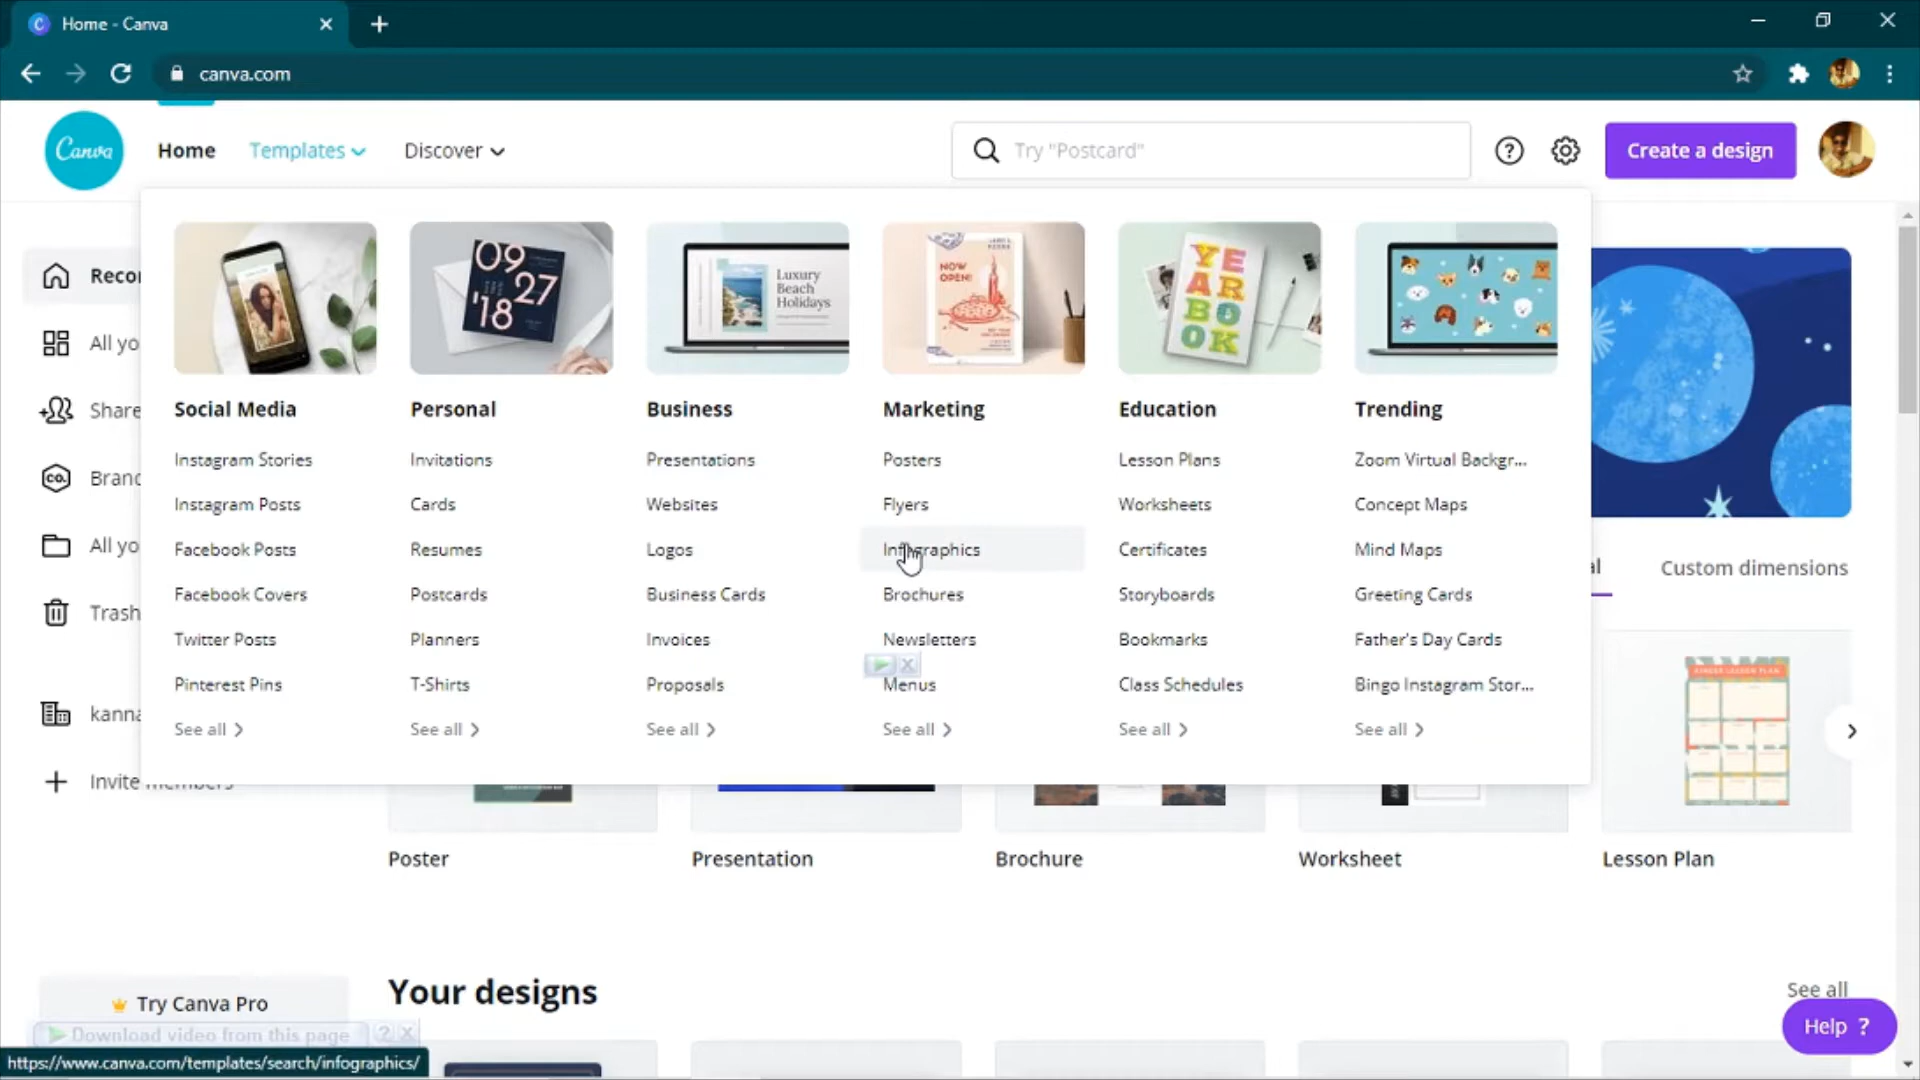 Home - Canva
canva.com
Canva
Home
Templates
Discover
Try "Postcard"
Create a design
Luxury
Beach
Holidays
09
27
'18
NOW
OPEN!
YE
AR
BO
OK
Social Media
Instagram Stories
Instagram Posts
Facebook Posts
Facebook Covers
Twitter Posts
Pinterest Pins
See all
Personal
Invitations
Cards
Resumes
Postcards
Planners
T-Shirts
See all
Business
Presentations
Websites
Logos
Business Cards
Invoices
Proposals
See all
Marketing
Posters
Flyers
Infographics
Brochures
Newsletters
Menus
See all
Education
Lesson Plans
Worksheets
Certificates
Storyboards
Bookmarks
Class Schedules
See all
Trending
Zoom Virtual Backgr...
Concept Maps
Mind Maps
Greeting Cards
Father's Day Cards
Bingo Instagram Stor...
See all
Recor
All yo
Share
CO.
Branc
All yo
Trash
kanna
Invite members
al
Custom dimensions
KINDER LESSON PLAN
Poster
Presentation
Brochure
Worksheet
Lesson Plan
Your designs
See all
Try Canva Pro
Download video from this page
Help ?
https://www.canva.com/templates/search/infographics/